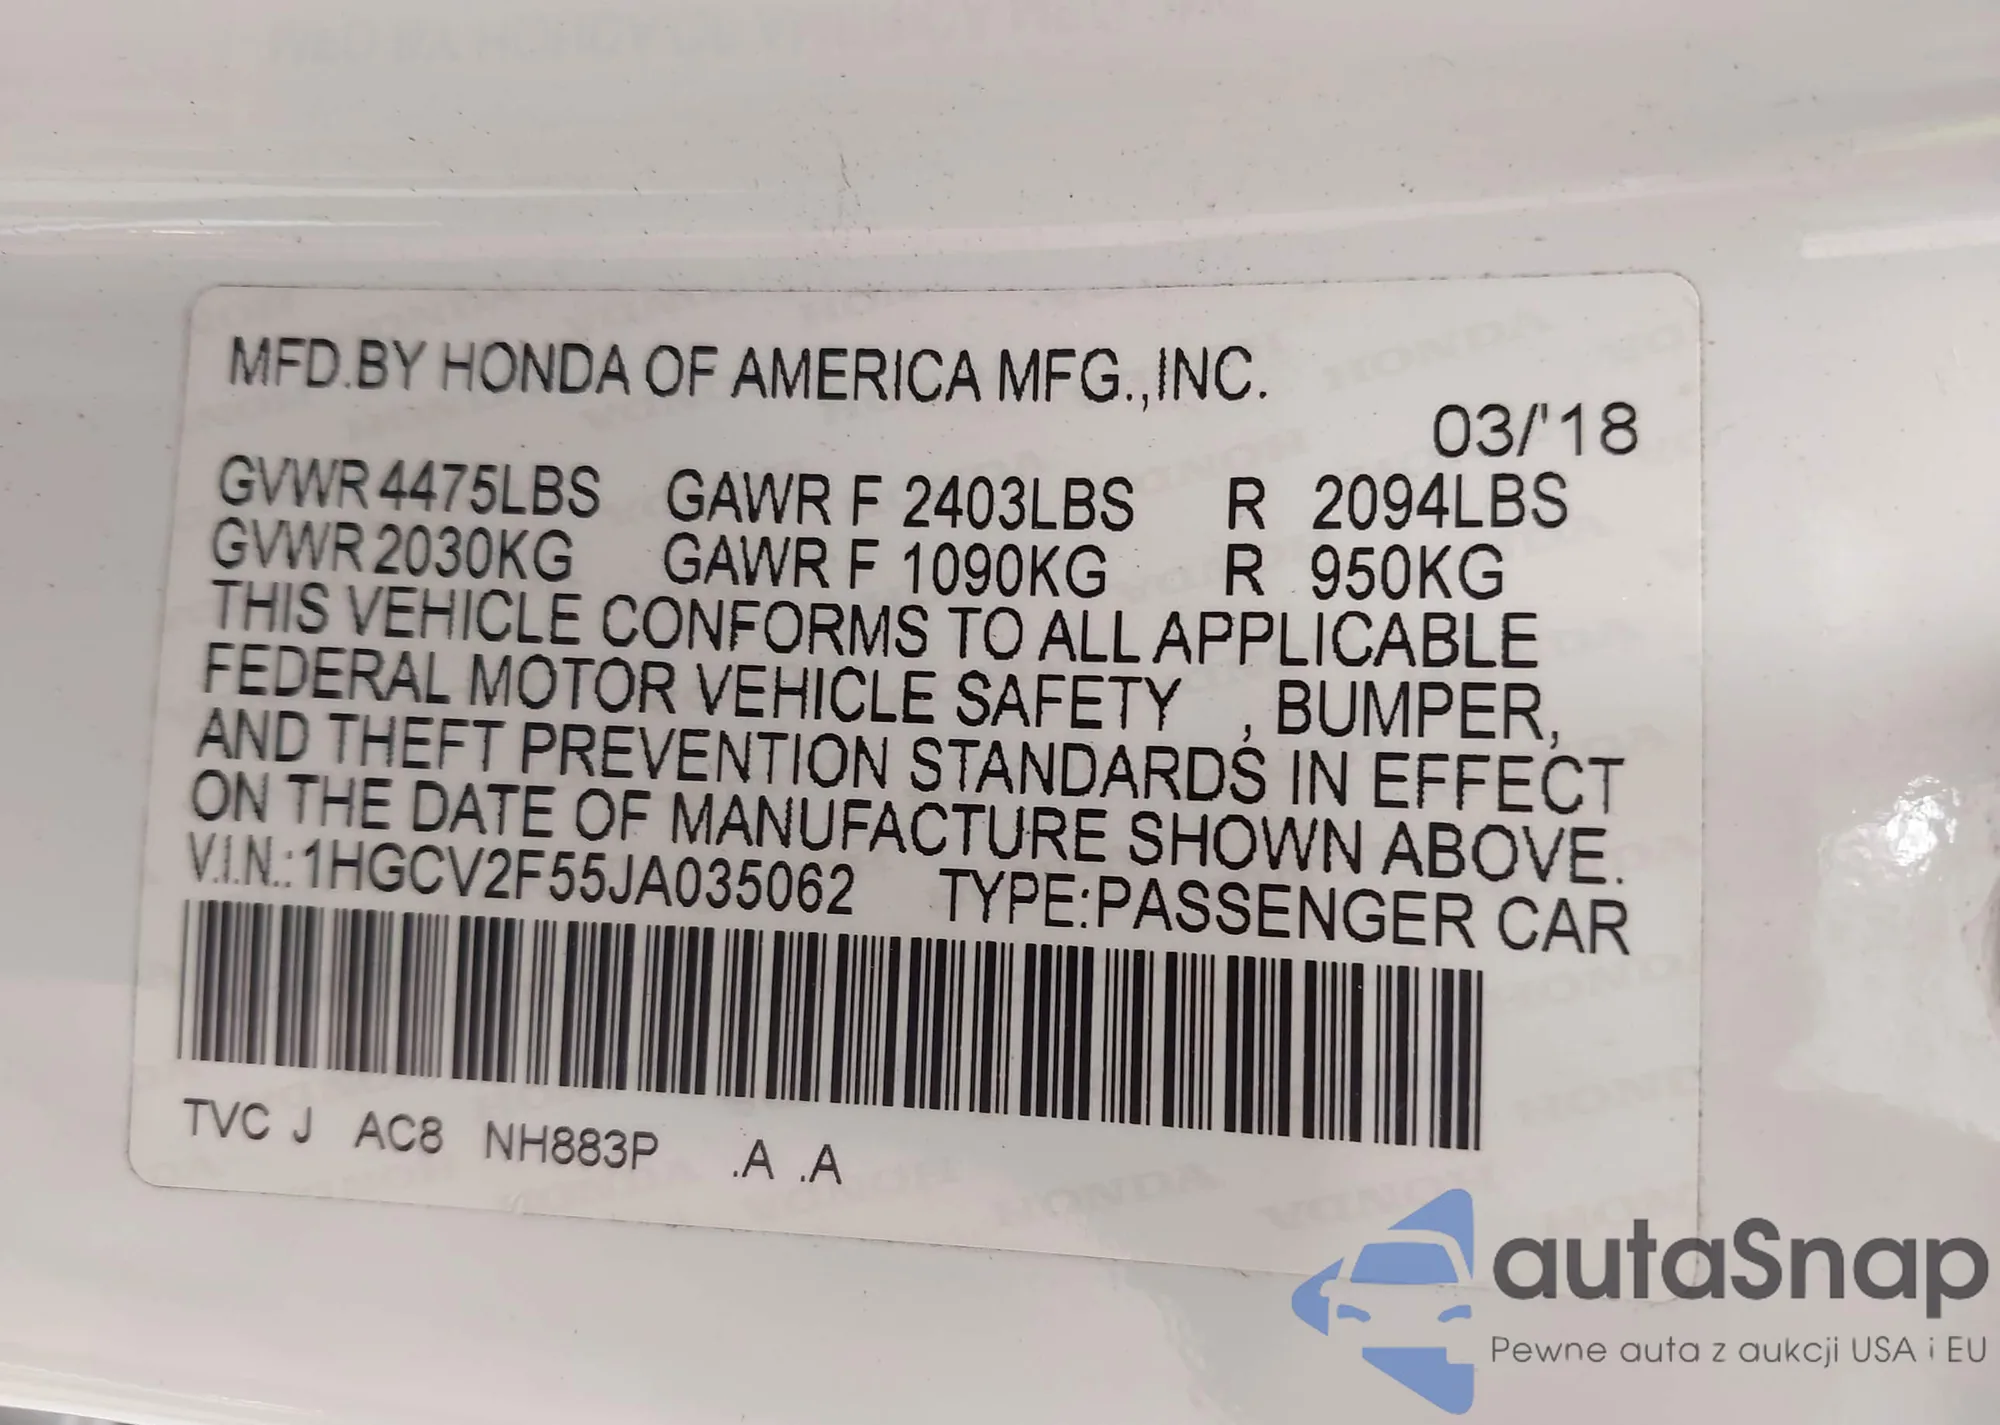 MFD.BY HONDA OF AMERICA MFG.,INC.
03/'18
GVWR 4475LBS GAWR F 2403LBS R 2094LBS
GVWR 2030KG GAWR F 1090KG R 950KG
THIS VEHICLE CONFORMS TO ALL APPLICABLE
FEDERAL MOTOR VEHICLE SAFETY , BUMPER,
AND THEFT PREVENTION STANDARDS IN EFFECT
ON THE DATE OF MANUFACTURE SHOWN ABOVE.
V.I.N.:1HGCV2F55JA035062 TYPE:PASSENGER CAR
TVC J AC8 NH883P .A .A
autaSnap
Pewne auta z aukcji USA i EU